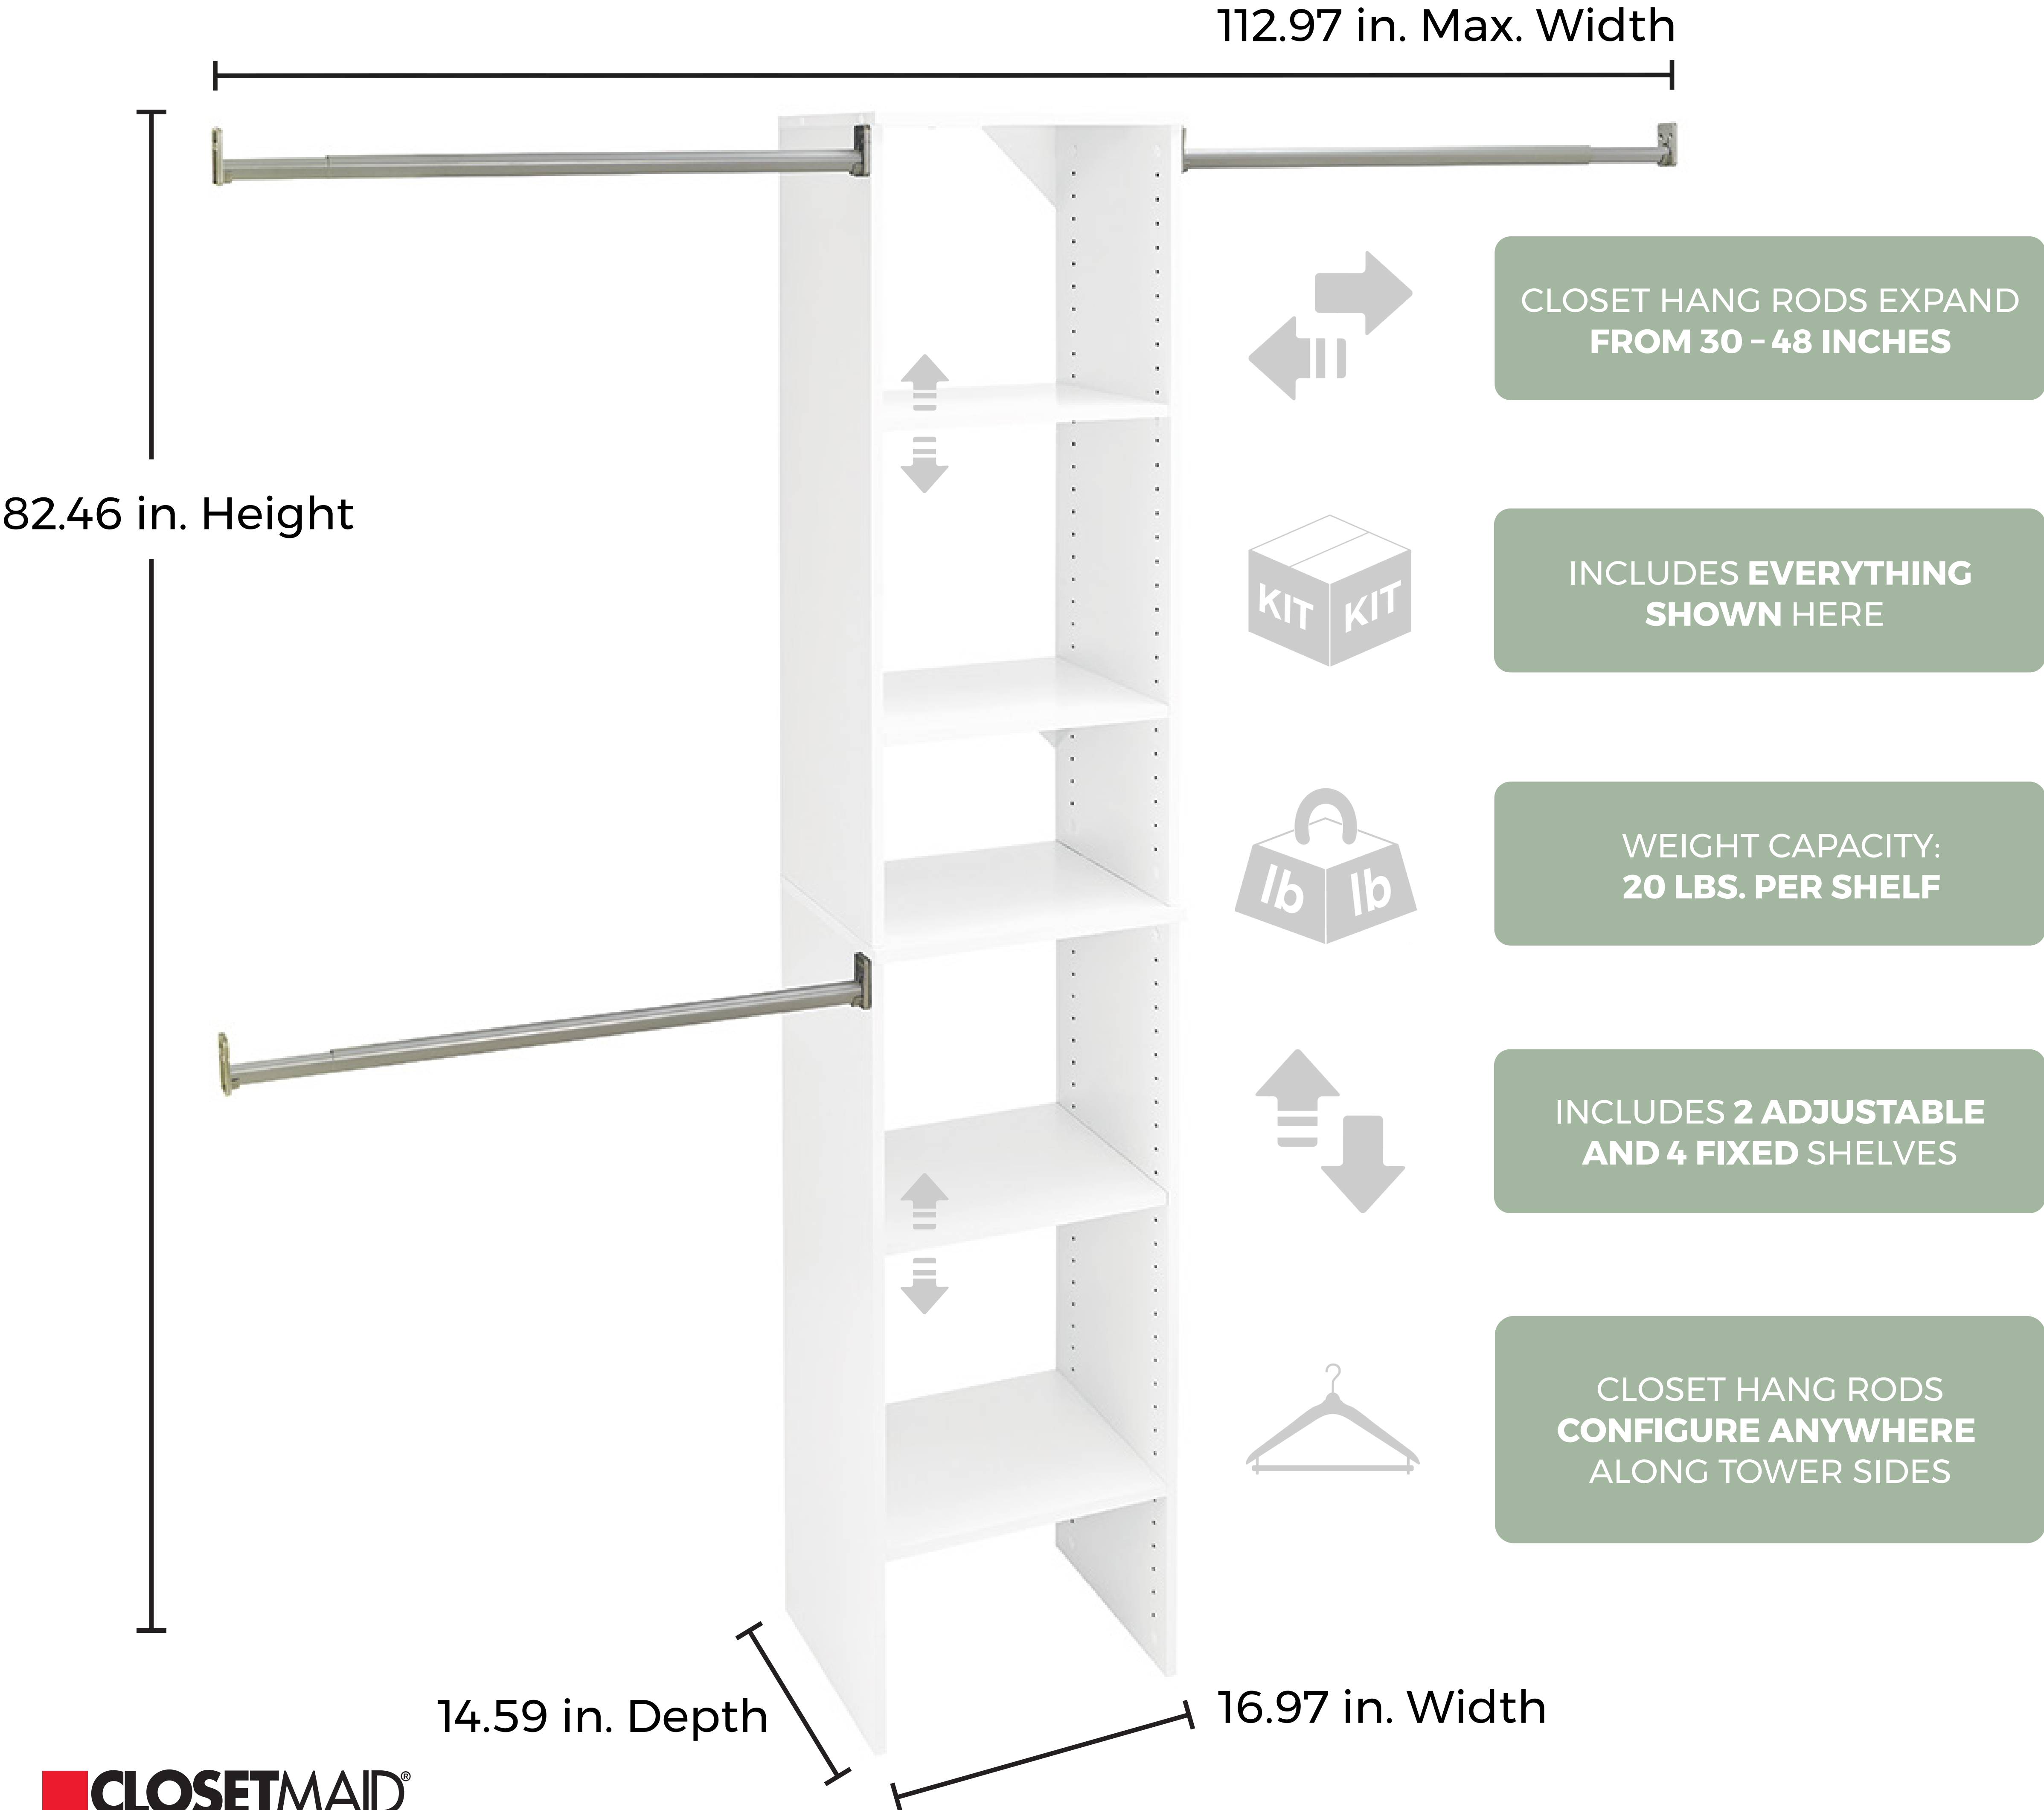 112.97 in. Max. Width
CLOSET HANG RODS EXPAND
FROM 30 – 48 INCHES
82.46 in. Height
KIT KIT
INCLUDES EVERYTHING
SHOWN HERE
lb lb
WEIGHT CAPACITY:
20 LBS. PER SHELF
INCLUDES 2 ADJUSTABLE
AND 4 FIXED SHELVES
CLOSET HANG RODS
CONFIGURE ANYWHERE
ALONG TOWER SIDES
14.59 in. Depth
16.97 in. Width
CLOSETMAID®